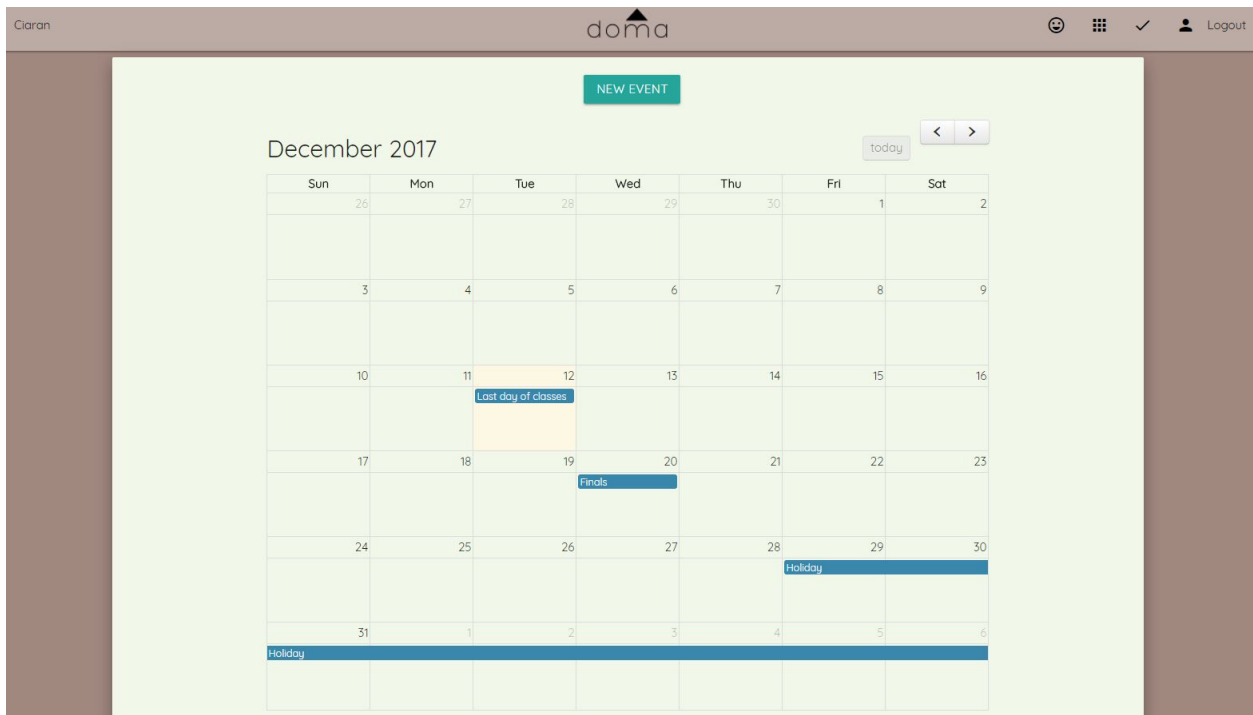 Ciaran
doma
Logout
NEW EVENT
December 2017
today
Sun Mon Tue Wed Thu Fri Sat
26 27 28 29 30 1 2
3 4 5 6 7 8 9
10 11 12 13 14 15 16
Last day of classes
17 18 19 20 21 22 23
Finals
24 25 26 27 28 29 30
Holiday
31 1 2 3 4 5 6
Holiday